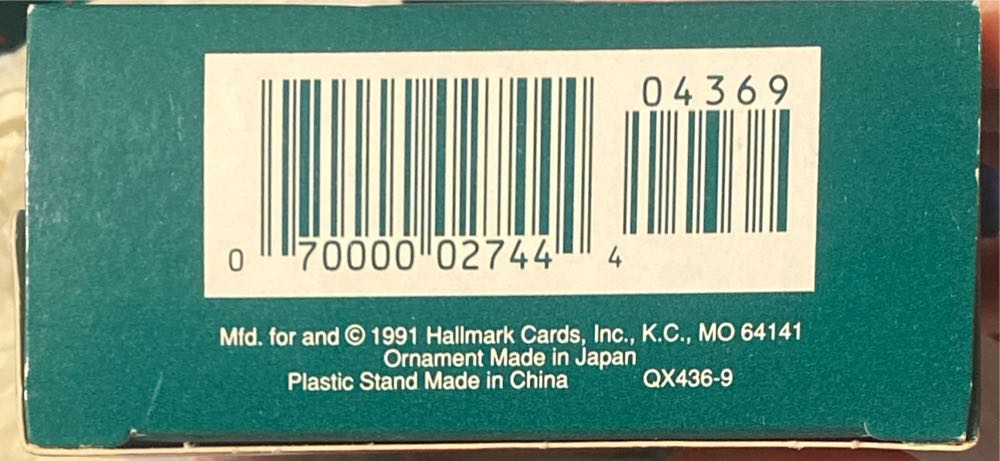 04369
0 70000 02744 4
Mfd. for and © 1991 Hallmark Cards, Inc., K.C., MO 64141
Ornament Made in Japan
Plastic Stand Made in China QX436-9